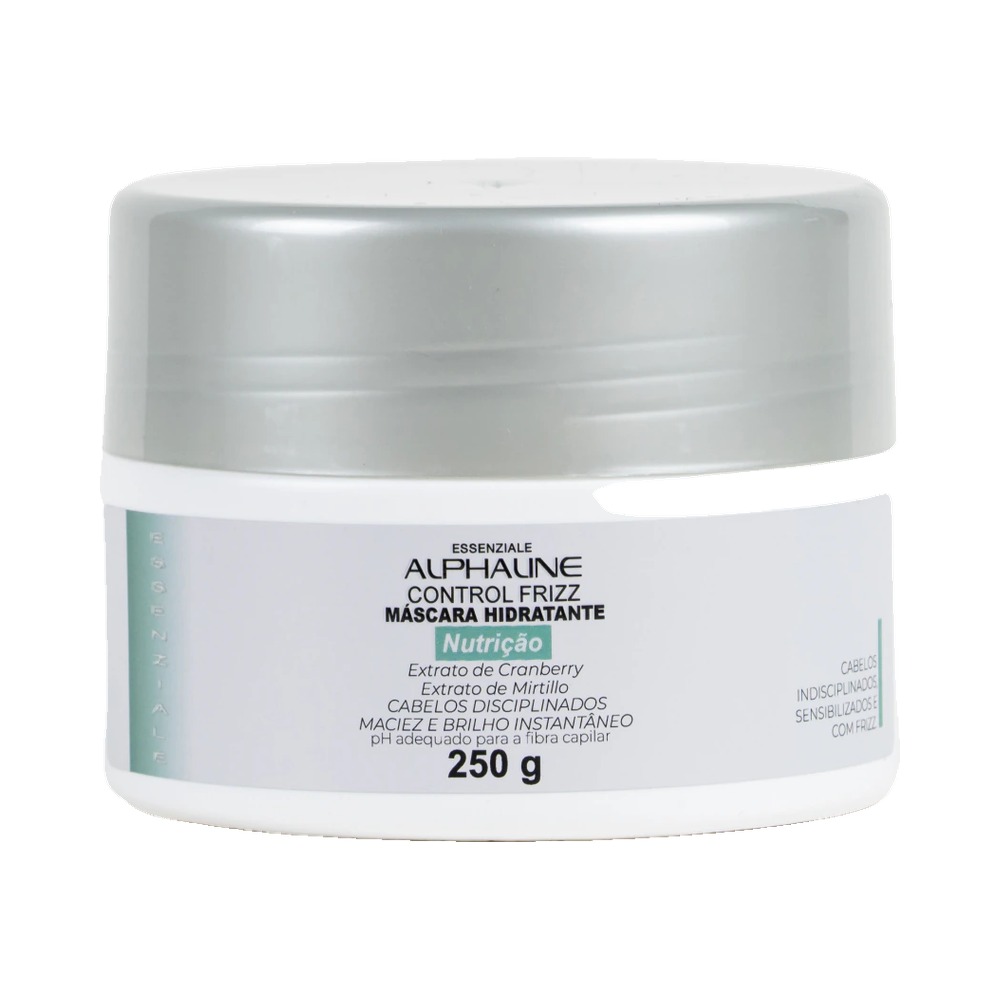 ESSENZIALE
ESSENZIALE
ALPHALINE
CONTROL FRIZZ
MÁSCARA HIDRATANTE
Nutrição
Extrato de Cranberry
Extrato de Mirtillo
CABELOS DISCIPLINADOS
MACIEZ E BRILHO INSTANTÂNEO
pH adequado para a fibra capilar
250 g
CABELOS
INDISCIPLINADOS,
SENSIBILIZADOS E
COM FRIZZ.